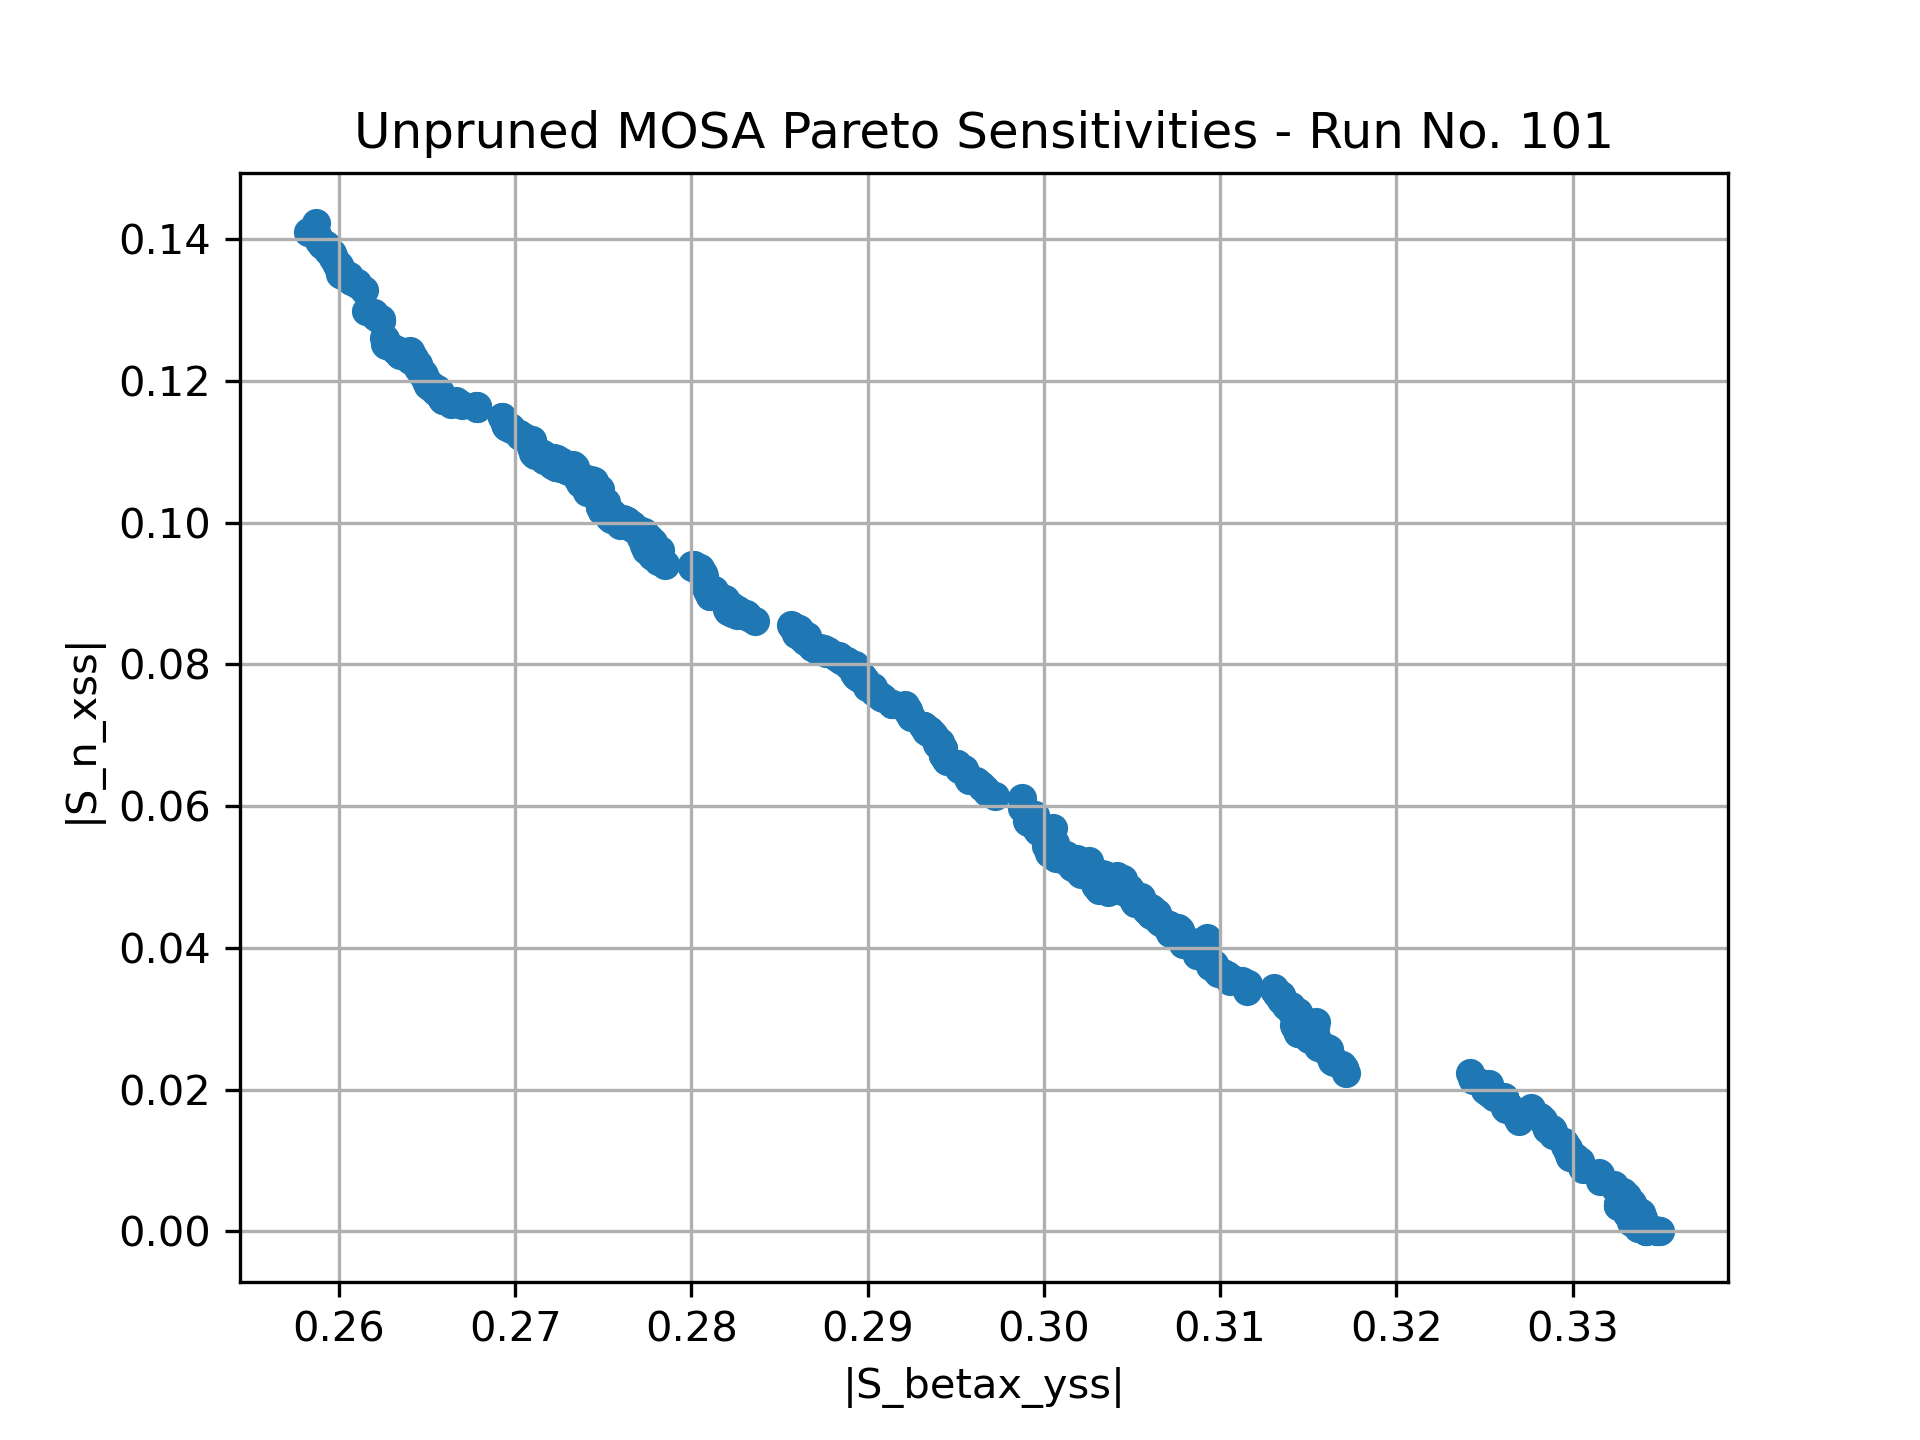 Unpruned MOSA Pareto Sensitivities - Run No. 101
|S_n_xss|
0.14
0.12
0.10
0.08
0.06
0.04
0.02
0.00
0.26 0.27 0.28 0.29 0.30 0.31 0.32 0.33
|S_betax_yss|